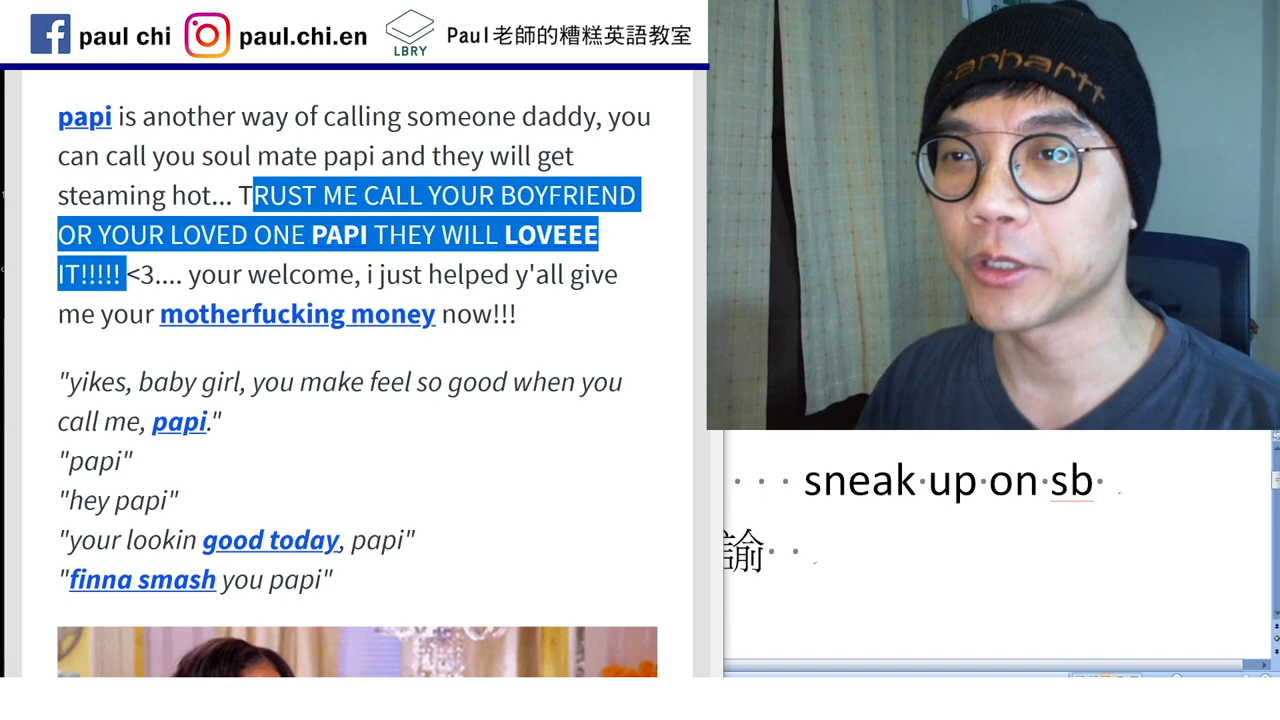 paul chi paul.chi.en LBRY Paul老師的糟糕英語教室
papi is another way of calling someone daddy, you
can call you soul mate papi and they will get
steaming hot... TRUST ME CALL YOUR BOYFRIEND
OR YOUR LOVED ONE PAPI THEY WILL LOVEEE
IT!!!!! <3.... your welcome, i just helped y'all give
me your motherfucking money now!!!
"yikes, baby girl, you make feel so good when you
call me, papi."
"papi"
"hey papi"
"your lookin good today, papi"
"finna smash you papi"
carhartt
sneak up on sb
諭